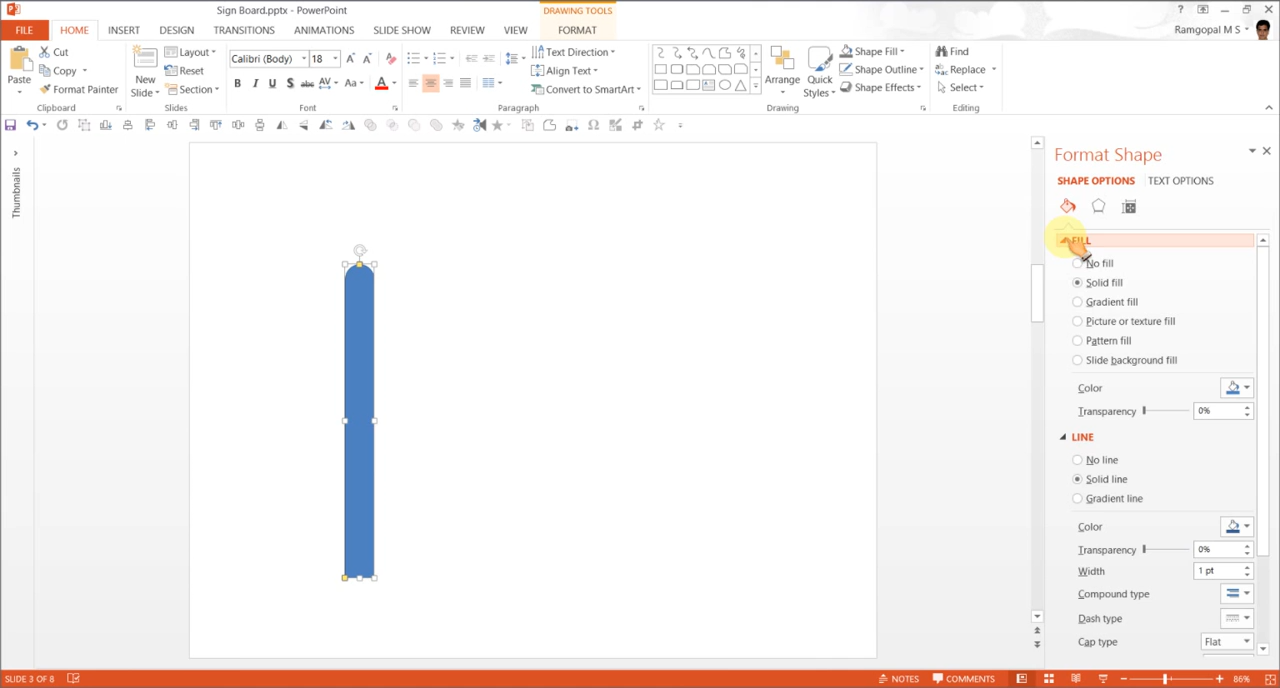 Sign Board.pptx - PowerPoint
DRAWING TOOLS
FILE HOME INSERT DESIGN TRANSITIONS ANIMATIONS SLIDE SHOW REVIEW VIEW FORMAT Ramgopal M S
Paste
Cut
Copy
Format Painter
Clipboard
New
Slide
Layout
Reset
Section
Slides
Calibri (Body) 18
B I U S abc AV Aa A
Font
Text Direction
Align Text
Convert to SmartArt
Paragraph
Arrange
Quick
Styles
Shape Fill
Shape Outline
Shape Effects
Drawing
Find
Replace
Select
Editing
Thumbnails
Format Shape
SHAPE OPTIONS TEXT OPTIONS
FILL
No fill
Solid fill
Gradient fill
Picture or texture fill
Pattern fill
Slide background fill
Color
Transparency 0%
LINE
No line
Solid line
Gradient line
Color
Transparency 0%
Width 1 pt
Compound type
Dash type
Cap type Flat
SLIDE 3 OF 8 NOTES COMMENTS 86%